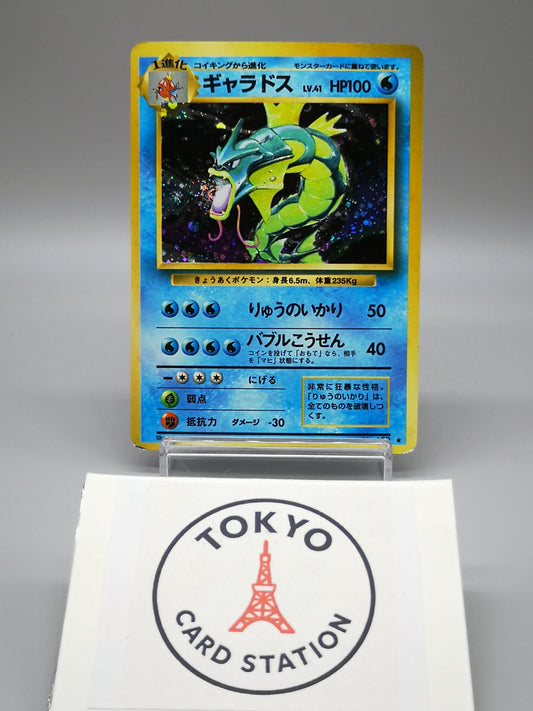 1進化
コイキングから進化
モンスターカードに重ねて使います。
ギャラドス LV.41 HP100
きょうあくポケモン:身長6.5m、体重235Kg
りゅうのいかり 50
バブルこうせん 40
コインを投げて「おもて」なら、相手
を「マヒ」状態にする。
にげる
弱点
抵抗力 ダメージ -30
非常に狂暴な性格。
「りゅうのいかり」は、
全てのものを破壊しつ
くす。
TOKYO
CARD STATION